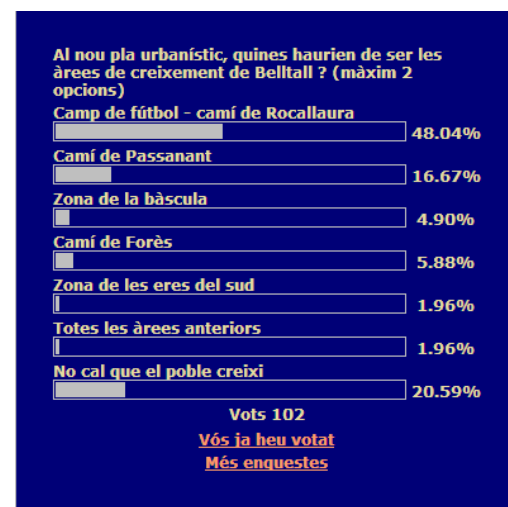 Al nou pla urbanístic, quines haurien de ser les
àrees de creixement de Belltall ? (màxim 2
opcions)
Camp de fútbol - camí de Rocallaura
48.04%
Camí de Passanant
16.67%
Zona de la bàscula
4.90%
Camí de Forès
5.88%
Zona de les eres del sud
1.96%
Totes les àrees anteriors
1.96%
No cal que el poble creixi
20.59%
Vots 102
Vós ja heu votat
Més enquestes